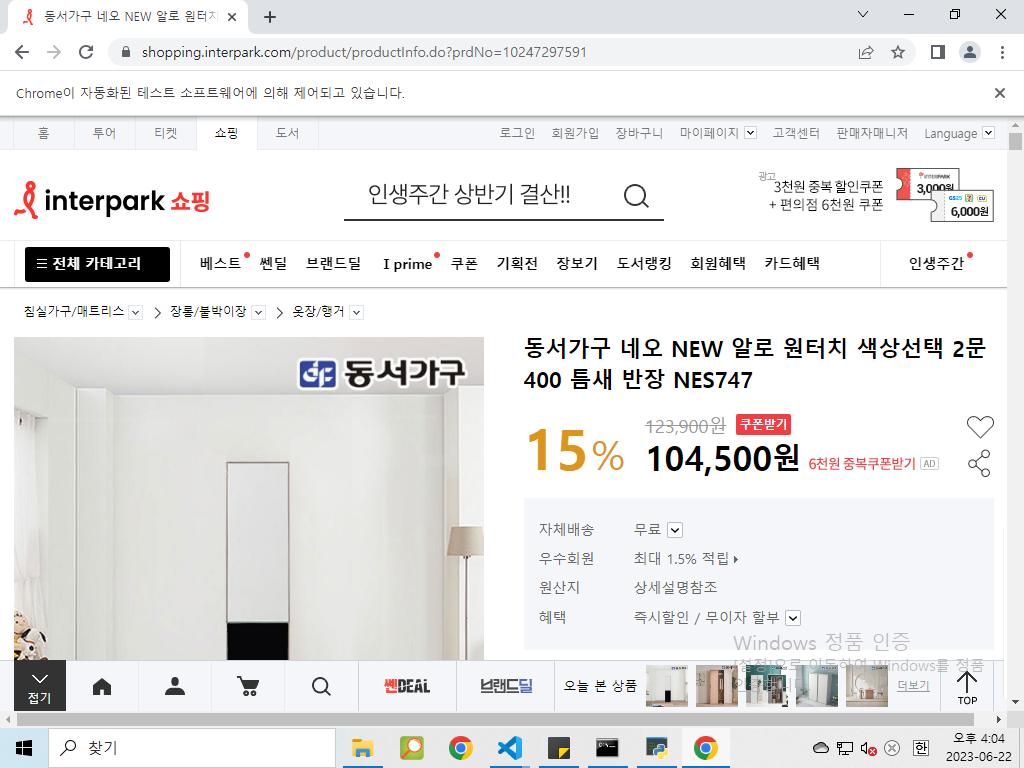 동서가구 네오 NEW 알로 원터치
shopping.interpark.com/product/productInfo.do?prdNo=10247297591
Chrome이 자동화된 테스트 소프트웨어에 의해 제어되고 있습니다.
홈 투어 티켓 쇼핑 도서 로그인 회원가입 장바구니 마이페이지 고객센터 판매자매니저 Language
interpark 쇼핑
인생주간 상반기 결산!!
광고
3천원 중복 할인쿠폰
+ 편의점 6천원 쿠폰
INTERPARK
3,000원
GS25 CU
6,000원
전체 카테고리 베스트 쎈딜 브랜드딜 I prime 쿠폰 기획전 장보기 도서랭킹 회원혜택 카드혜택 인생주간
침실가구/매트리스 장롱/붙박이장 옷장/행거
동서가구
동서가구 네오 NEW 알로 원터치 색상선택 2문
400 틈새 반장 NES747
123,900원 쿠폰받기
15% 104,500원 6천원 중복쿠폰받기 AD
자체배송 무료
우수회원 최대 1.5% 적립
원산지 상세설명참조
혜택 즉시할인 / 무이자 할부
Windows 정품 인증
[설정]으로 이동하여 Windows를 정품
접기 쎈DEAL 브랜드딜 오늘 본 상품 더보기 TOP
찾기
한
오후 4:04
2023-06-22